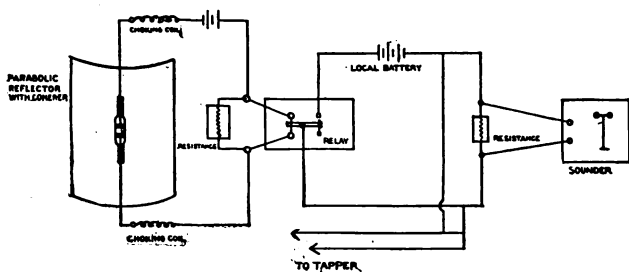 CHOKING COIL
PARABOLIC
REFLECTOR
WITH COHERER
RESISTANCE
RELAY
LOCAL BATTERY
RESISTANCE
SOUNDER
CHOKING COIL
TO TAPPER